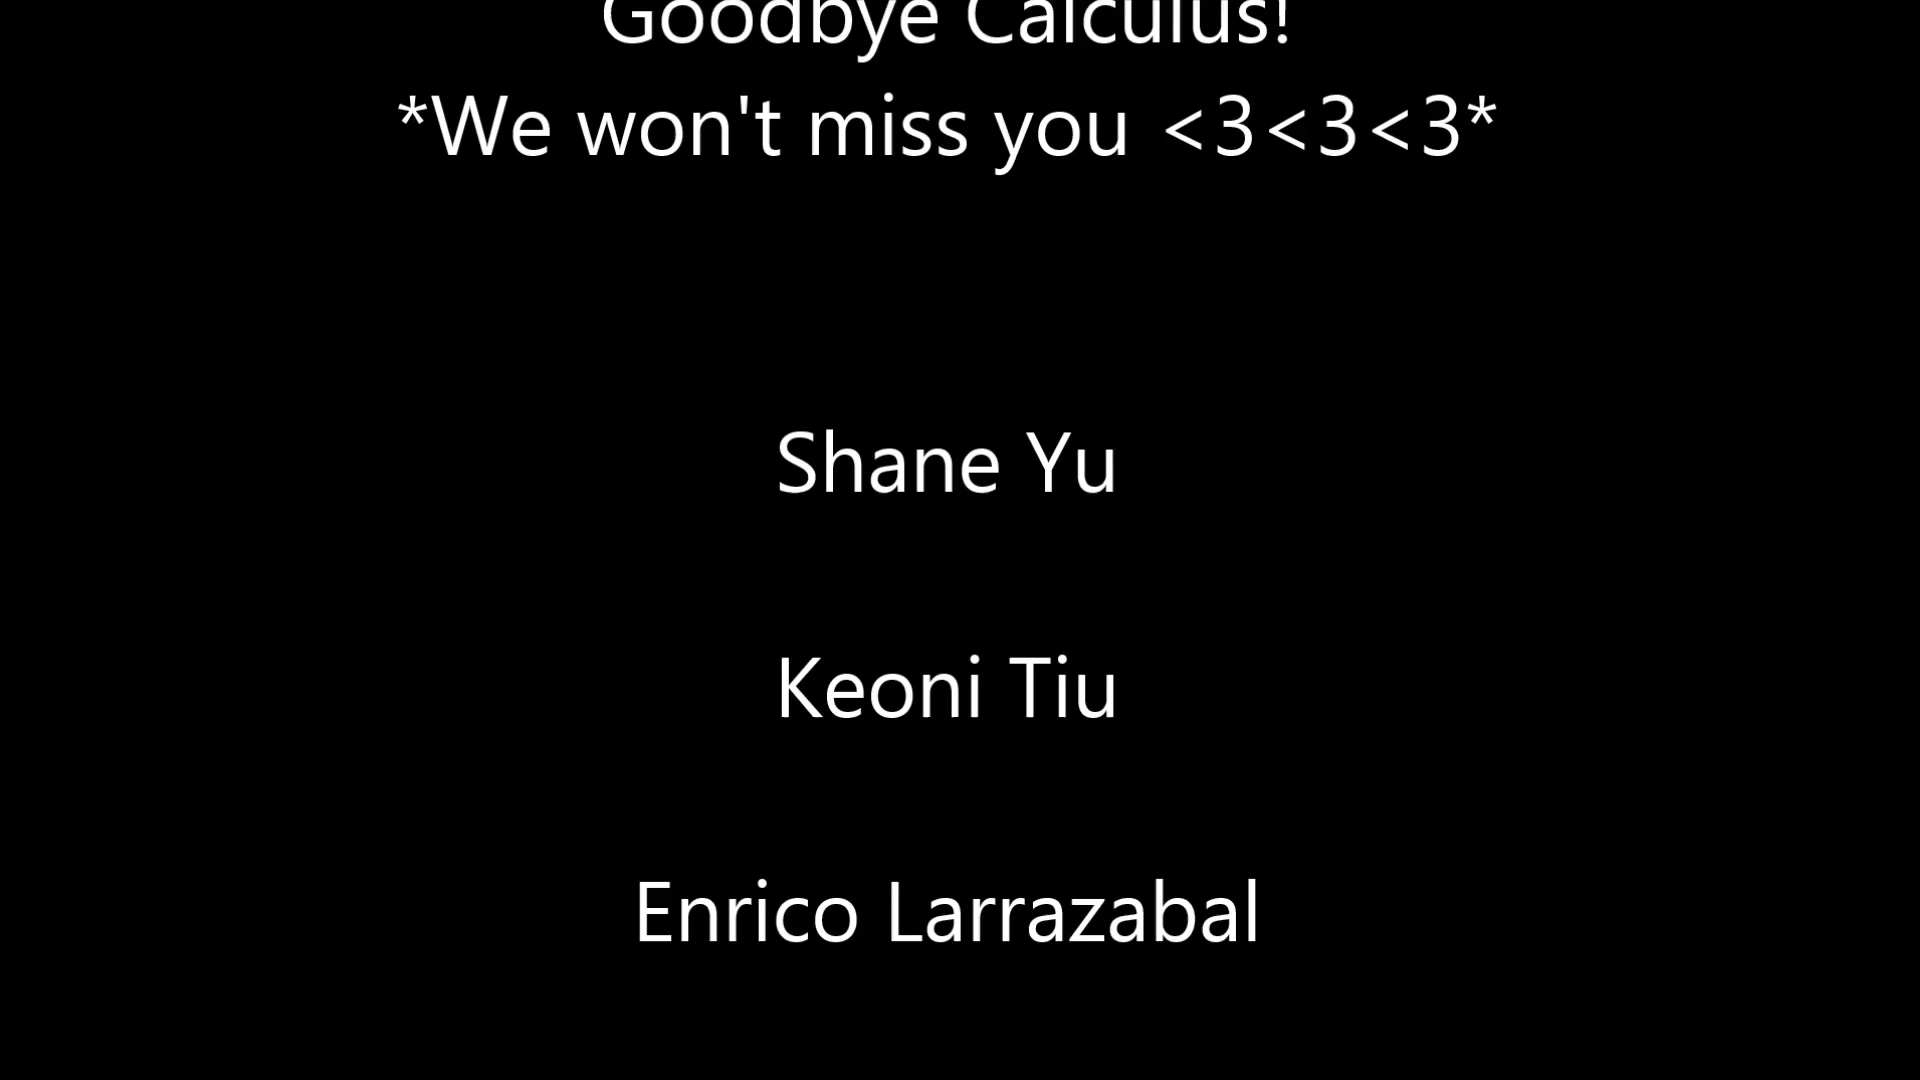 Goodbye Calculus!
*We won't miss you <3<3<3*
Shane Yu
Keoni Tiu
Enrico Larrazabal